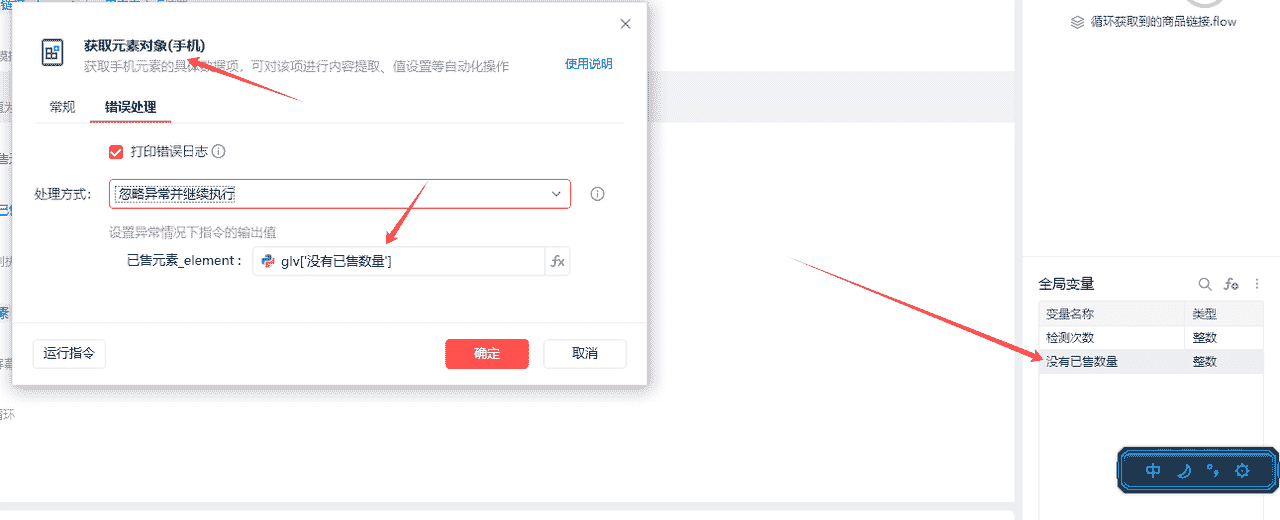 循环获取到的商品链接.flow
获取元素对象(手机)
获取手机元素的具体数据项，可对该项进行内容提取、值设置等自动化操作
使用说明
常规
错误处理
打印错误日志
处理方式：
忽略异常并继续执行
设置异常情况下指令的输出值
已售元素_element：
glv['没有已售数量']
fx
运行指令
确定
取消
全局变量
变量名称 类型
检测次数 整数
没有已售数量 整数
循环
中